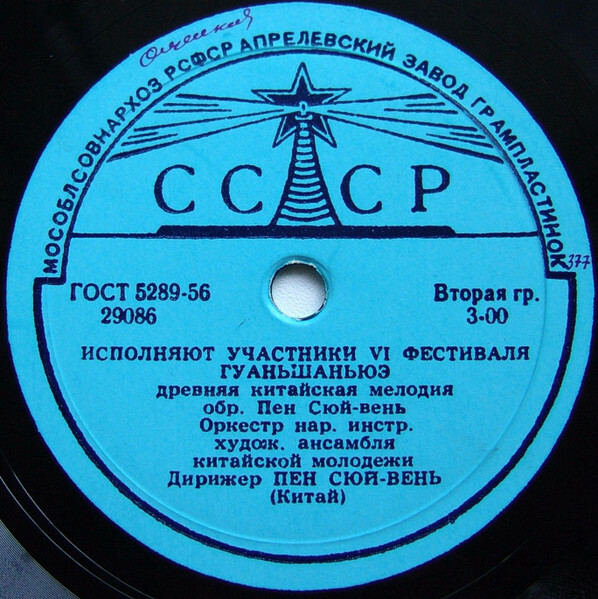 МОСОБЛСОВНАРХОЗ РСФСР АПРЕЛЕВСКИЙ ЗАВОД ГРАМПЛАСТИНОК
377
СССР
ГОСТ 5289-56
29086
Вторая гр.
3-00
ИСПОЛНЯЮТ УЧАСТНИКИ VI ФЕСТИВАЛЯ
ГУАНЬШАНЬЮЭ
древняя китайская мелодия
обр. Пен Сюй-вень
Оркестр нар. инстр.
худож. ансамбля
китайской молодежи
Дирижер ПЕН СЮЙ-ВЕНЬ
(Китай)